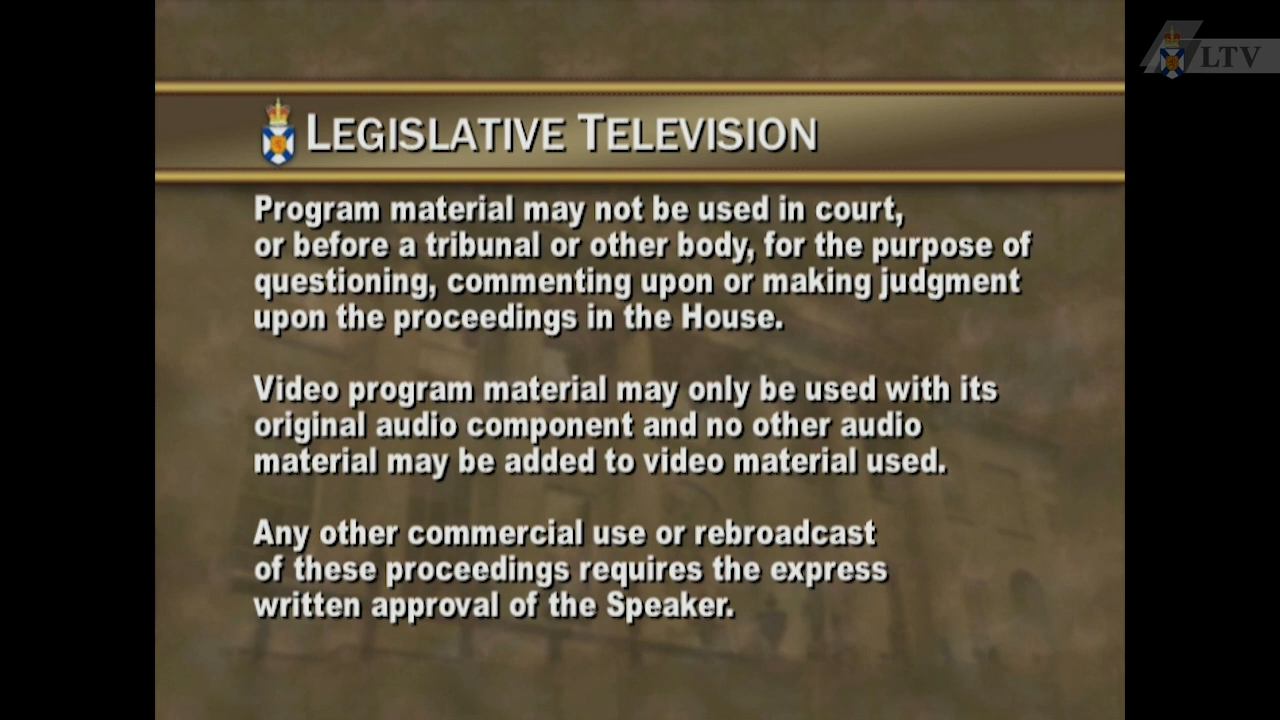 LTV
LEGISLATIVE TELEVISION
Program material may not be used in court,
or before a tribunal or other body, for the purpose of
questioning, commenting upon or making judgment
upon the proceedings in the House.
Video program material may only be used with its
original audio component and no other audio
material may be added to video material used.
Any other commercial use or rebroadcast
of these proceedings requires the express
written approval of the Speaker.